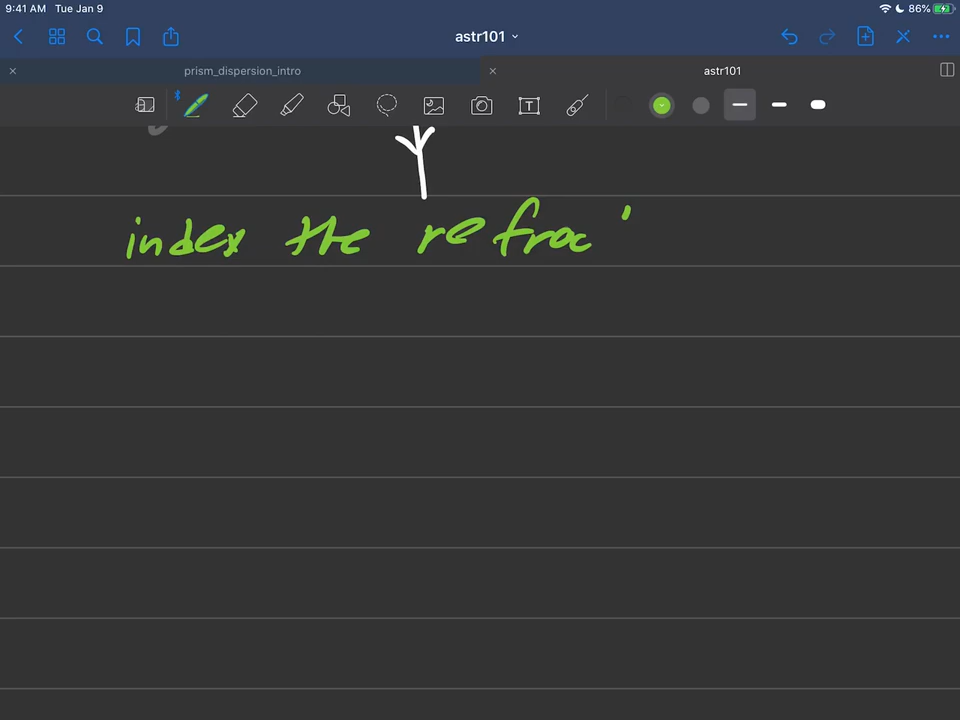 9:41 AM Tue Jan 9 86%
astr101
prism_dispersion_intro astr101
T
index the refrac